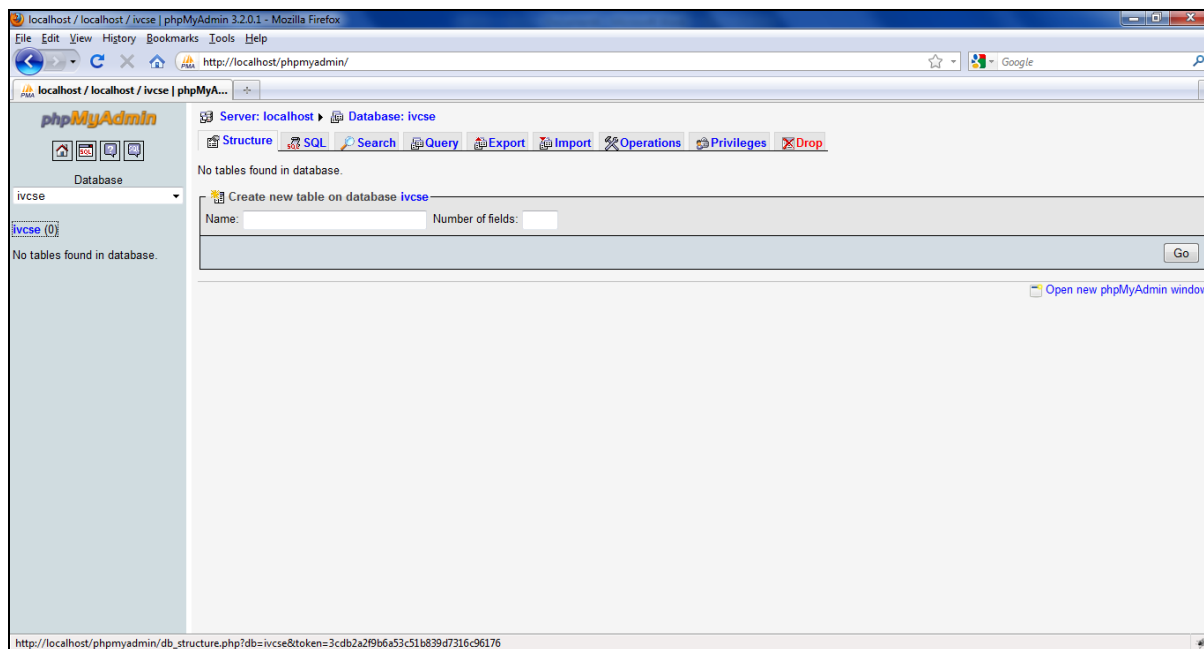 localhost / localhost / ivcse | phpMyAdmin 3.2.0.1 - Mozilla Firefox
File Edit View History Bookmarks Tools Help
http://localhost/phpmyadmin/ Google
localhost / localhost / ivcse | phpMyA...
phpMyAdmin
Database
ivcse
ivcse (0)
No tables found in database.
Server: localhost Database: ivcse
Structure SQL Search Query Export Import Operations Privileges Drop
No tables found in database.
Create new table on database ivcse
Name: Number of fields:
Go
Open new phpMyAdmin window
http://localhost/phpmyadmin/db_structure.php?db=ivcse&token=3cdb2a2f9b6a53c51b839d7316c96176